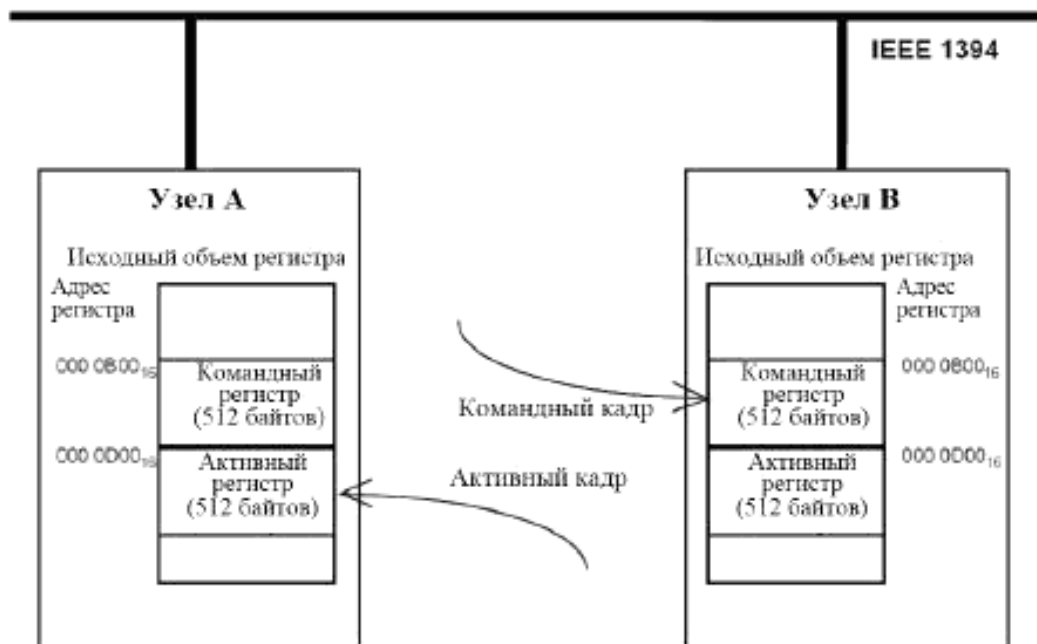 IEEE 1394
Узел А
Исходный объем регистра
Адрес
регистра
000 0B00₁₆
Командный
регистр
(512 байтов)
000 0D00₁₆
Активный
регистр
(512 байтов)
Командный кадр
Активный кадр
Узел В
Исходный объем регистра
Адрес
регистра
000 0B00₁₆
Командный
регистр
(512 байтов)
000 0D00₁₆
Активный
регистр
(512 байтов)